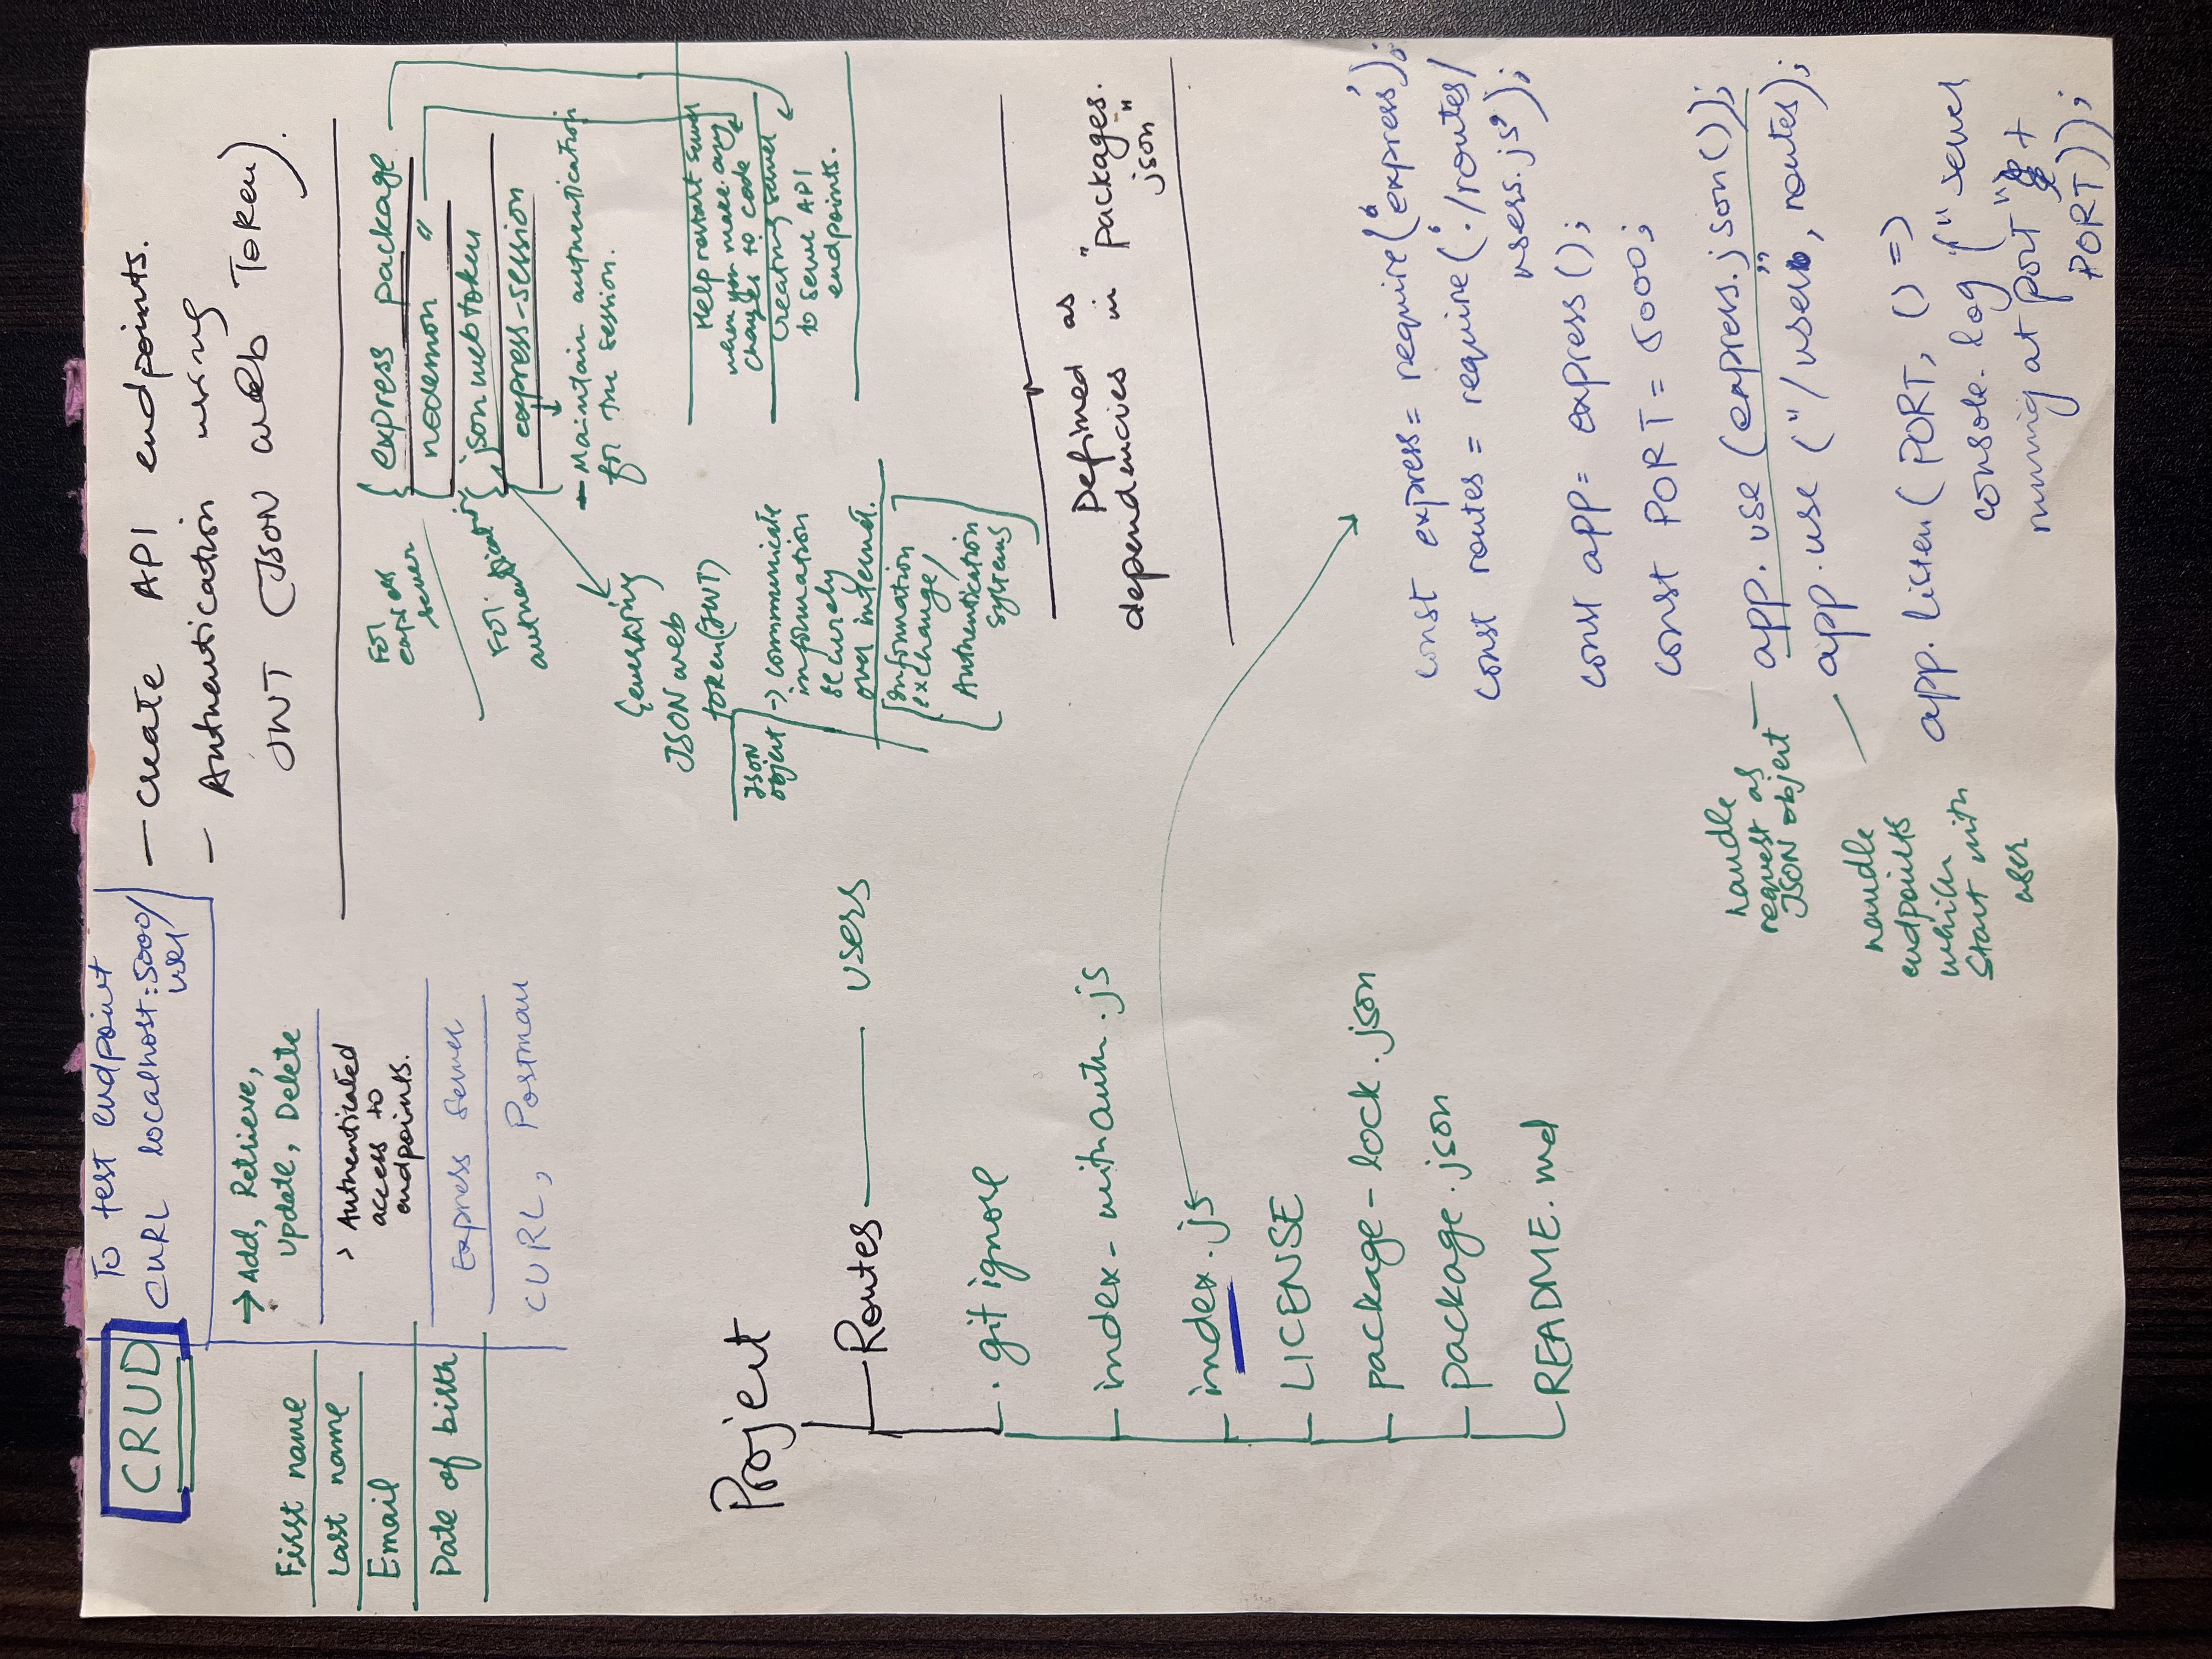 CRUD
To test endpoint
CURL localhost:5000/
user
First name
Last name
Email
Date of birth
→ Add, Retrieve,
Update, Delete
> Authenticated
access to
endpoints.
Express Server
CURL, Postman
— Create API endpoints.
— Authentication using
JWT (JSON web Token).
For
express
server
{ express package
nodemon "
For
authentication
{ jsonwebtoken
express-session
→ Maintain authentication
for the session.
Generating
JSON web
token (JWT)
JSON
object
→ communicate
information
securely
over internet.
Information
exchange/
Authentication
systems
Help restart server
when you make any
changes to code
Creating server
to serve API
endpoints.
Defined as
dependencies in "packages.
json"
Project
Routes — users
.gitignore
index-withauth.js
index.js
LICENSE
package-lock.json
package.json
README.md
const express = require('express');
const routes = require('./routes/
users.js');
const app = express();
const PORT = 5000;
app.use(express.json());
app.use("/user", routes);
app.listen(PORT, () =>
console.log("server
running at port" +
PORT));
handle
request as
JSON object
handle
endpoints
which
start with
user